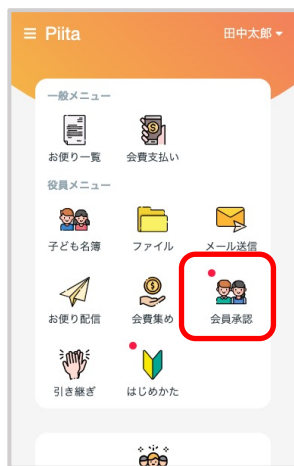 ≡ Piita 田中太郎▼
一般メニュー
お便り一覧 会費支払い
役員メニュー
子ども名簿 ファイル メール送信
お便り配信 会費集め 会員承認
引き継ぎ はじめかた